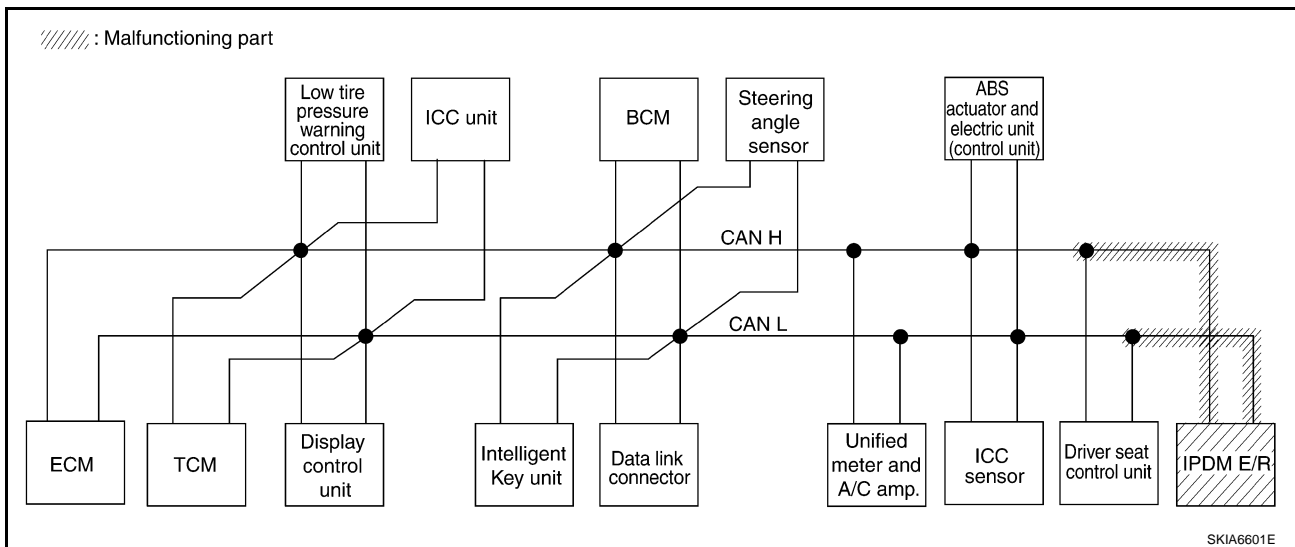 : Malfunctioning part
Low tire
pressure
warning
control unit
ICC unit
BCM
Steering
angle
sensor
ABS
actuator and
electric unit
(control unit)
CAN H
CAN L
ECM
TCM
Display
control
unit
Intelligent
Key unit
Data link
connector
Unified
meter and
A/C amp.
ICC
sensor
Driver seat
control unit
IPDM E/R
SKIA6601E